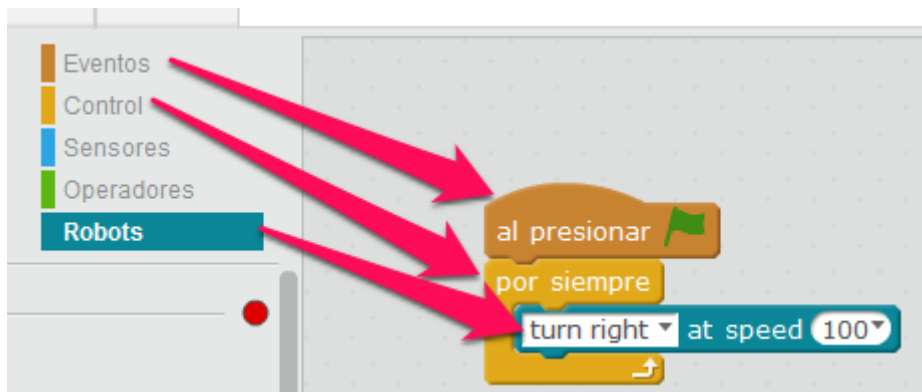 Eventos
Control
Sensores
Operadores
Robots
al presionar
por siempre
turn right at speed 100